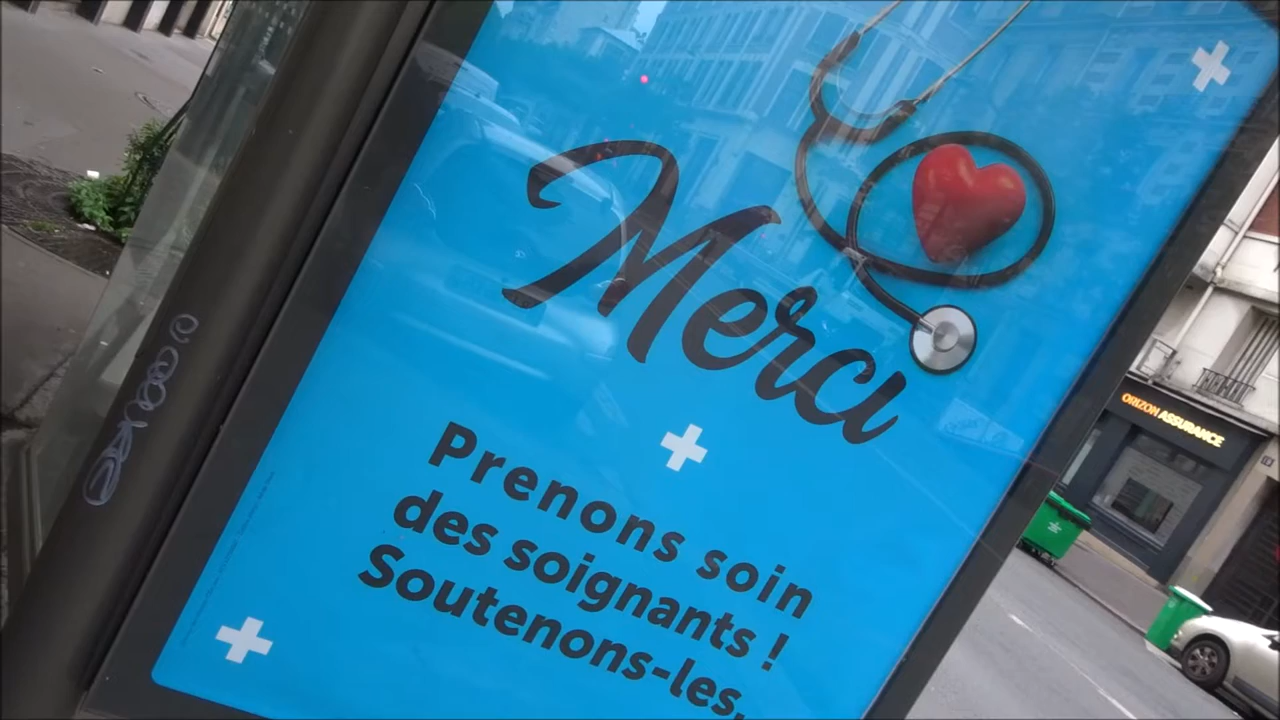 Merci
Prenons soin
des soignants !
Soutenons-les.
ORIZON ASSURANCE